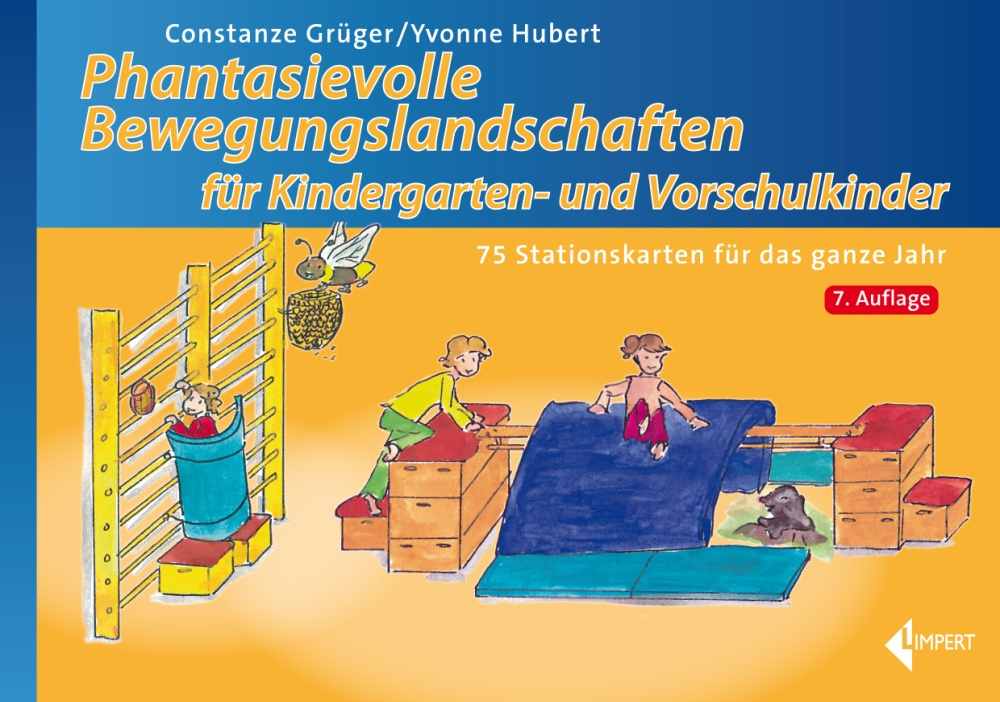 Constanze Grüger/Yvonne Hubert
Phantasievolle
Bewegungslandschaften
für Kindergarten- und Vorschulkinder
75 Stationskarten für das ganze Jahr
7. Auflage
LIMPERT